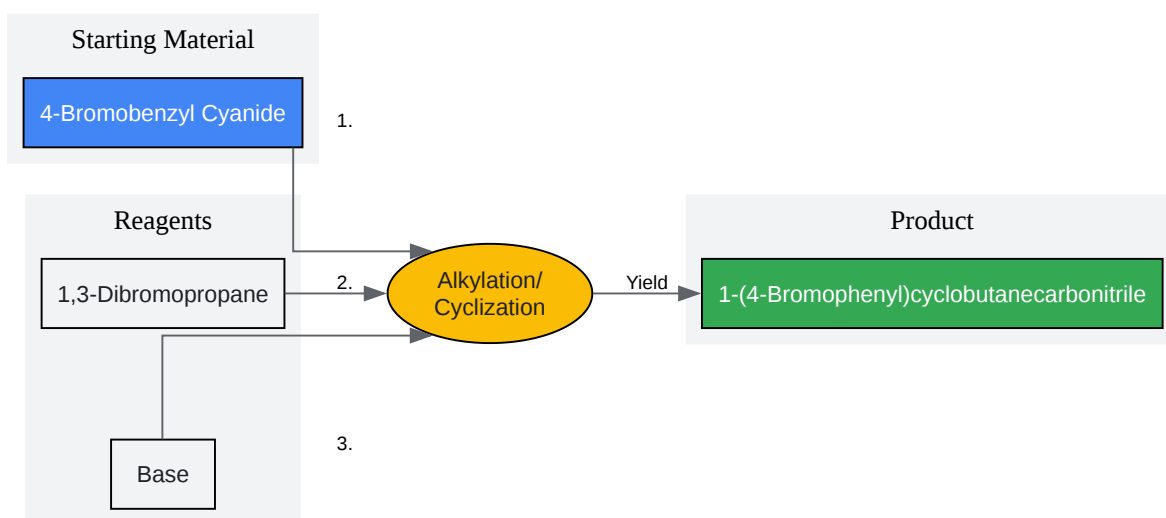 Starting Material
4-Bromobenzyl Cyanide
1.
Reagents
Product
1,3-Dibromopropane
2.
Alkylation/
Cyclization
Yield
1-(4-Bromophenyl)cyclobutanecarbonitrile
3.
Base